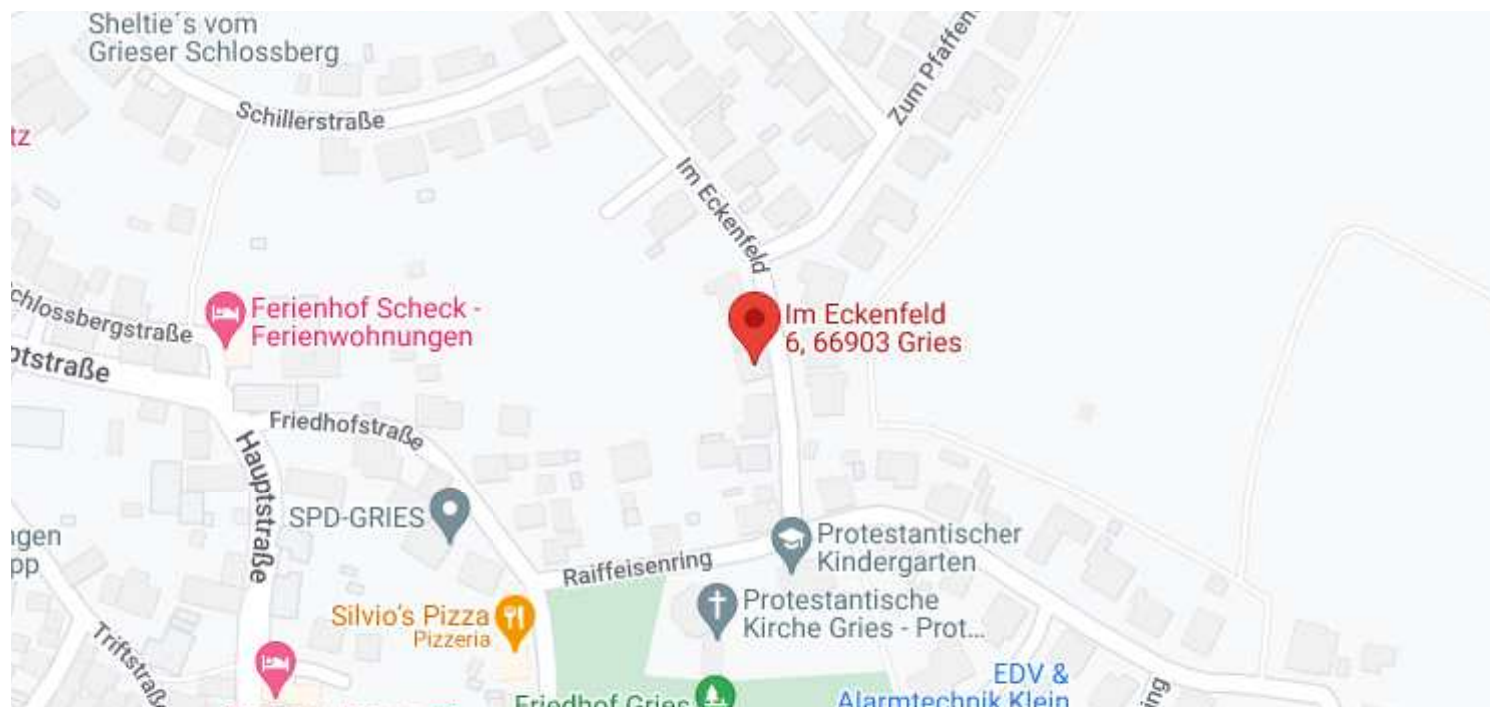 Sheltie´s vom
Grieser Schlossberg
Zum Pfaffen
Schillerstraße
tz
Im Eckenfeld
chlossbergstraße
Ferienhof Scheck -
Ferienwohnungen
Im Eckenfeld
6, 66903 Gries
ptstraße
Friedhofstraße
Hauptstraße
SPD-GRIES
ngen
pp
Protestantischer
Kindergarten
Raiffeisenring
Protestantische
Kirche Gries - Prot...
Silvio's Pizza
Pizzeria
Triftstraße
EDV &
Alarmtechnik Klein
Friedhof Gries
ing